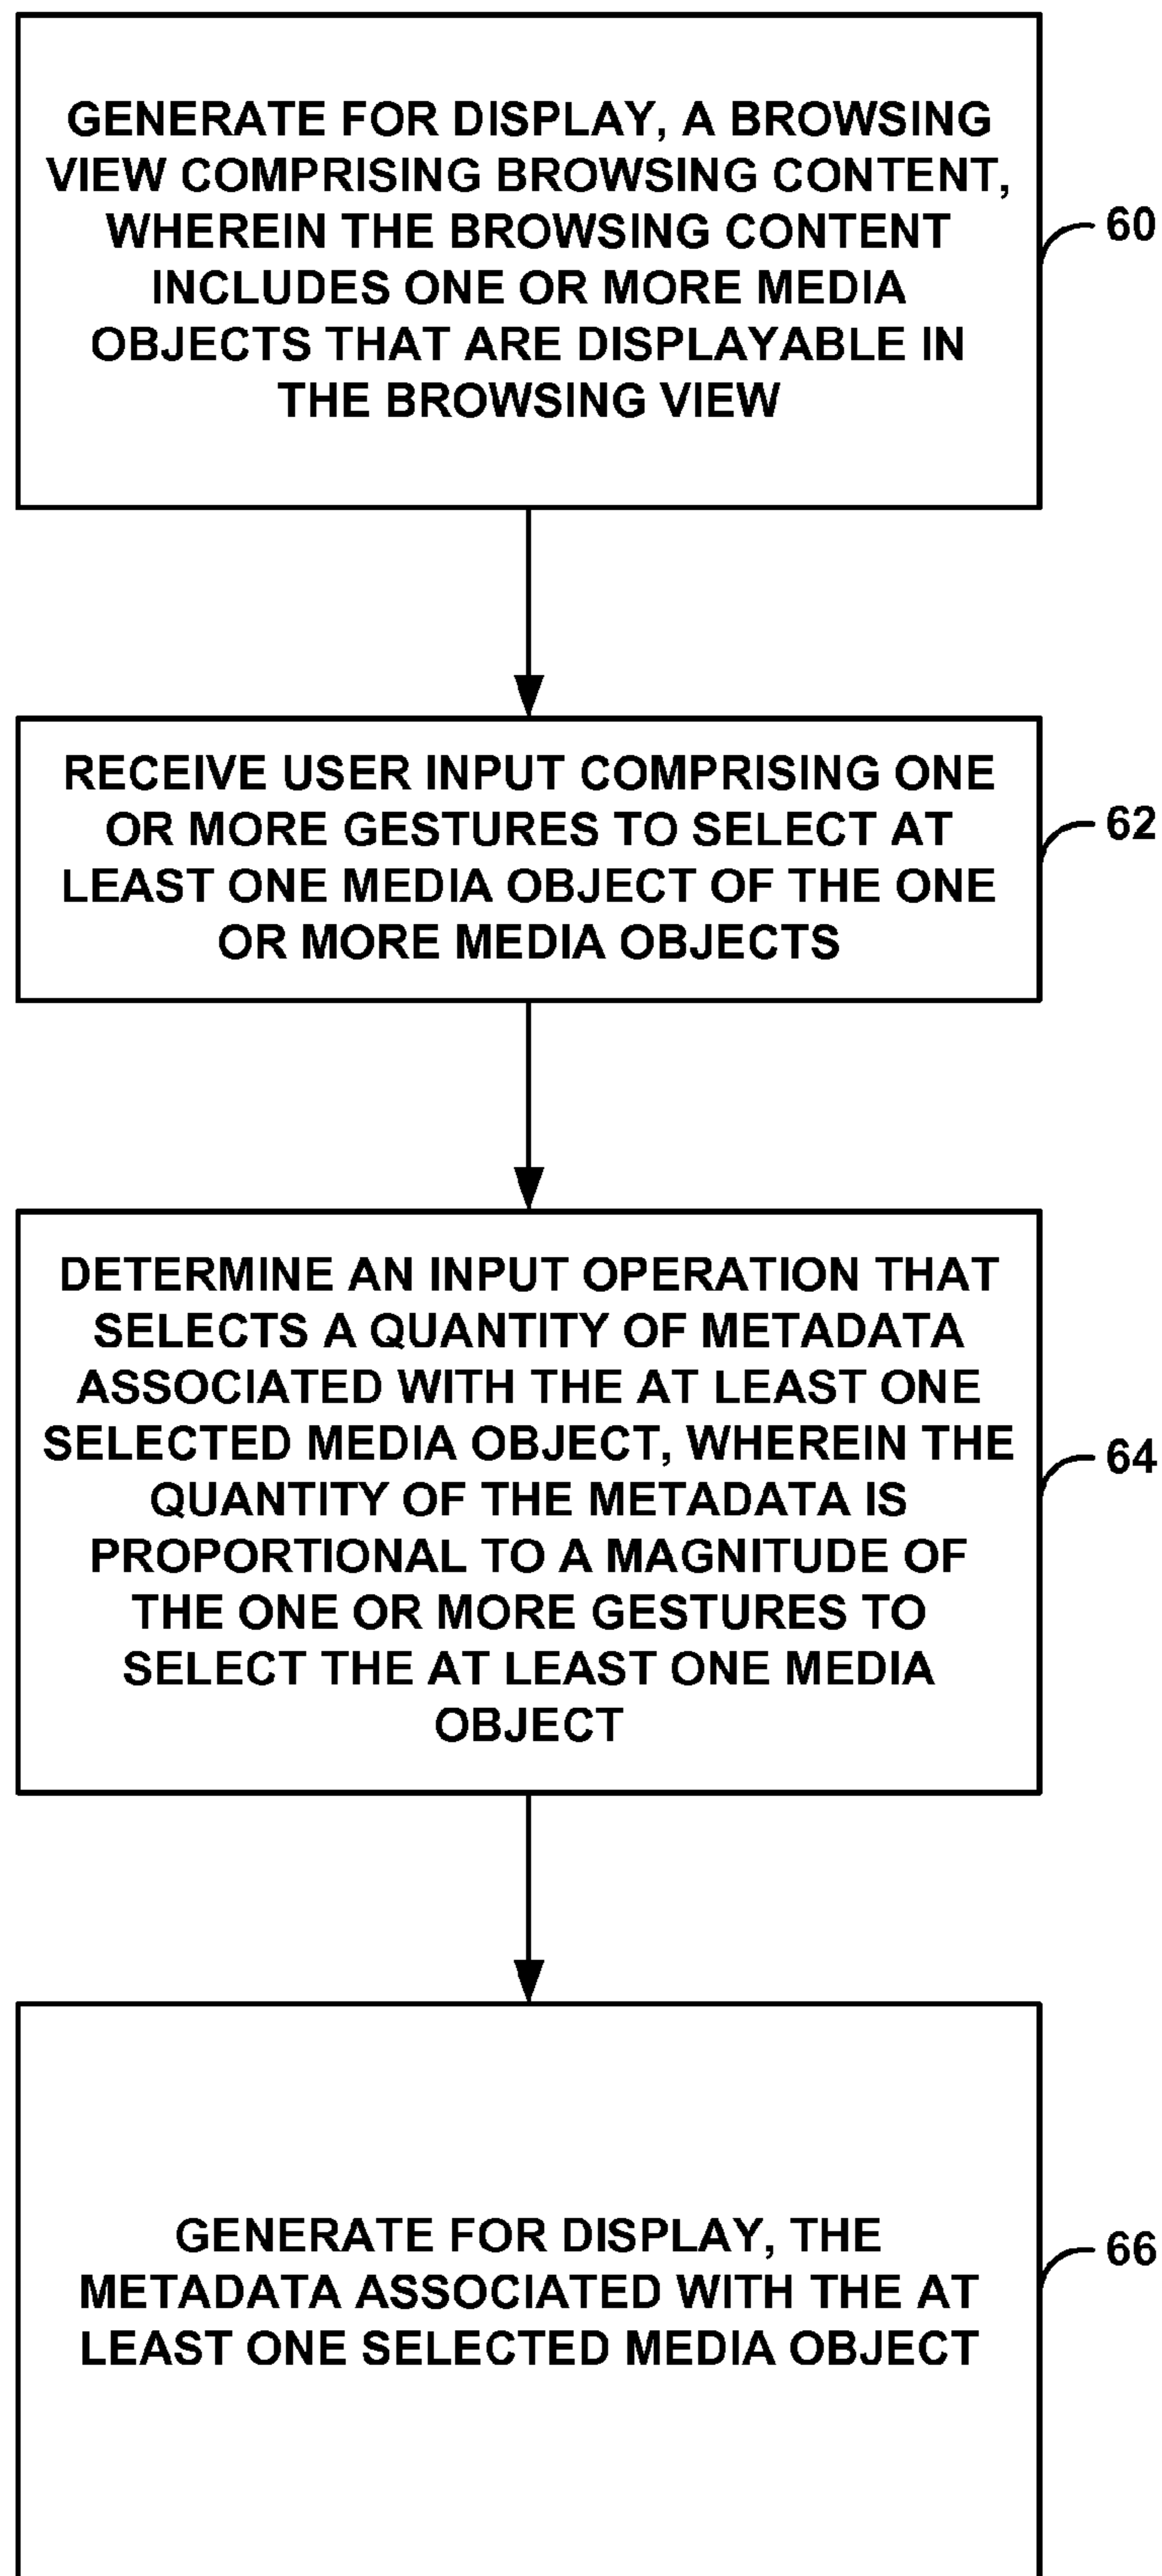 GENERATE FOR DISPLAY, A BROWSING
VIEW COMPRISING BROWSING CONTENT,
WHEREIN THE BROWSING CONTENT
INCLUDES ONE OR MORE MEDIA
OBJECTS THAT ARE DISPLAYABLE IN
THE BROWSING VIEW
60
RECEIVE USER INPUT COMPRISING ONE
OR MORE GESTURES TO SELECT AT
LEAST ONE MEDIA OBJECT OF THE ONE
OR MORE MEDIA OBJECTS
62
DETERMINE AN INPUT OPERATION THAT
SELECTS A QUANTITY OF METADATA
ASSOCIATED WITH THE AT LEAST ONE
SELECTED MEDIA OBJECT, WHEREIN THE
QUANTITY OF THE METADATA IS
PROPORTIONAL TO A MAGNITUDE OF
THE ONE OR MORE GESTURES TO
SELECT THE AT LEAST ONE MEDIA
OBJECT
64
GENERATE FOR DISPLAY, THE
METADATA ASSOCIATED WITH THE AT
LEAST ONE SELECTED MEDIA OBJECT
66